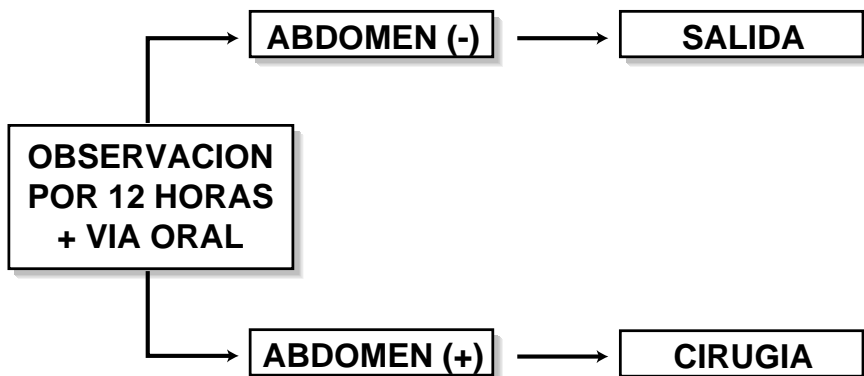 ABDOMEN (-)
SALIDA
OBSERVACION
POR 12 HORAS
+ VIA ORAL
ABDOMEN (+)
CIRUGIA